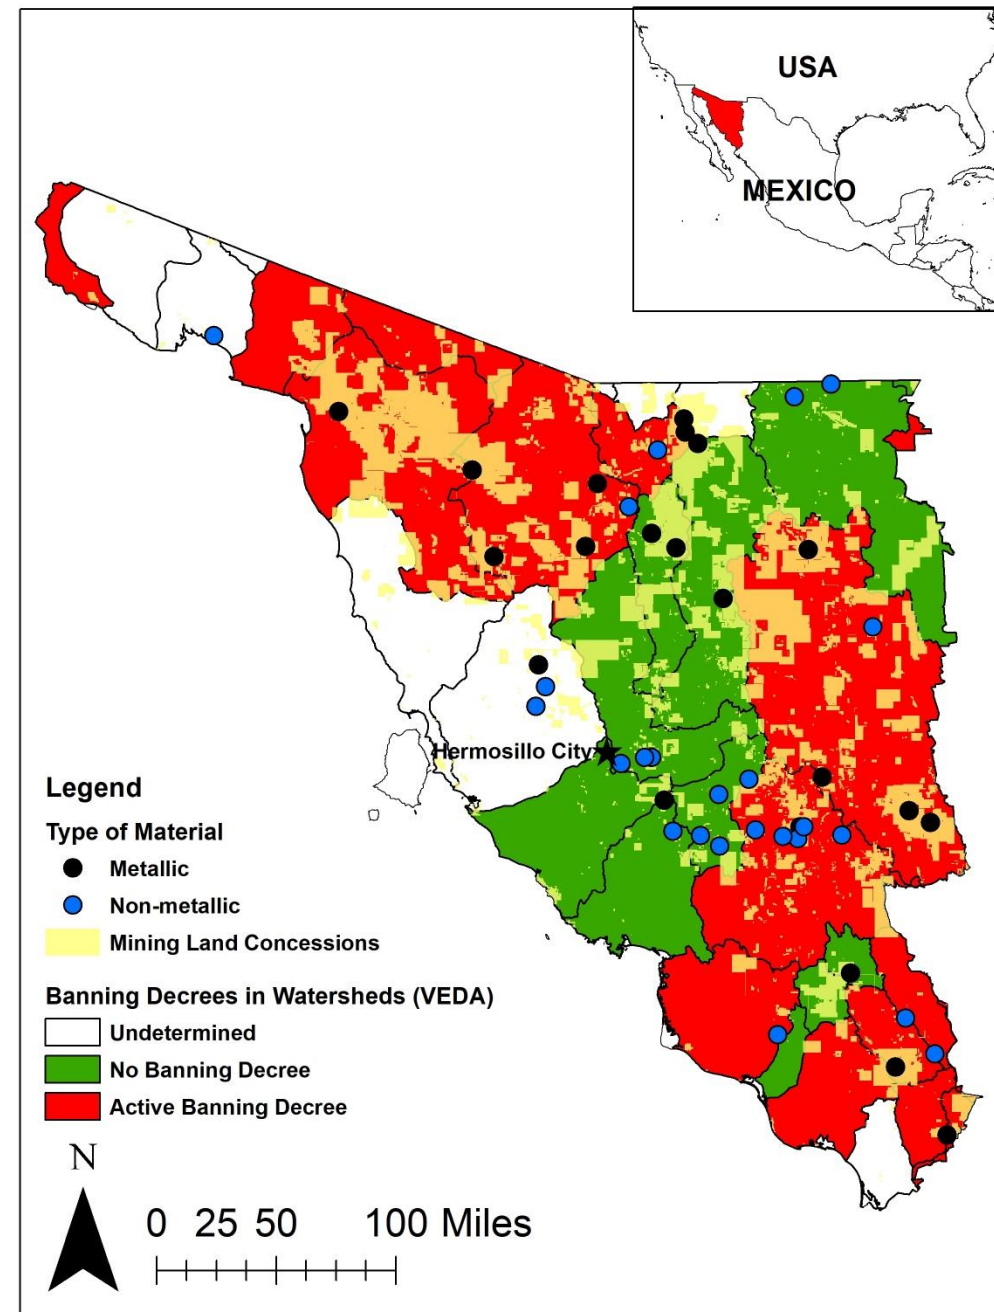 USA
MEXICO
Hermosillo City
Legend
Type of Material
Metallic
Non-metallic
Mining Land Concessions
Banning Decrees in Watersheds (VEDA)
Undetermined
No Banning Decree
Active Banning Decree
N
0 25 50 100 Miles